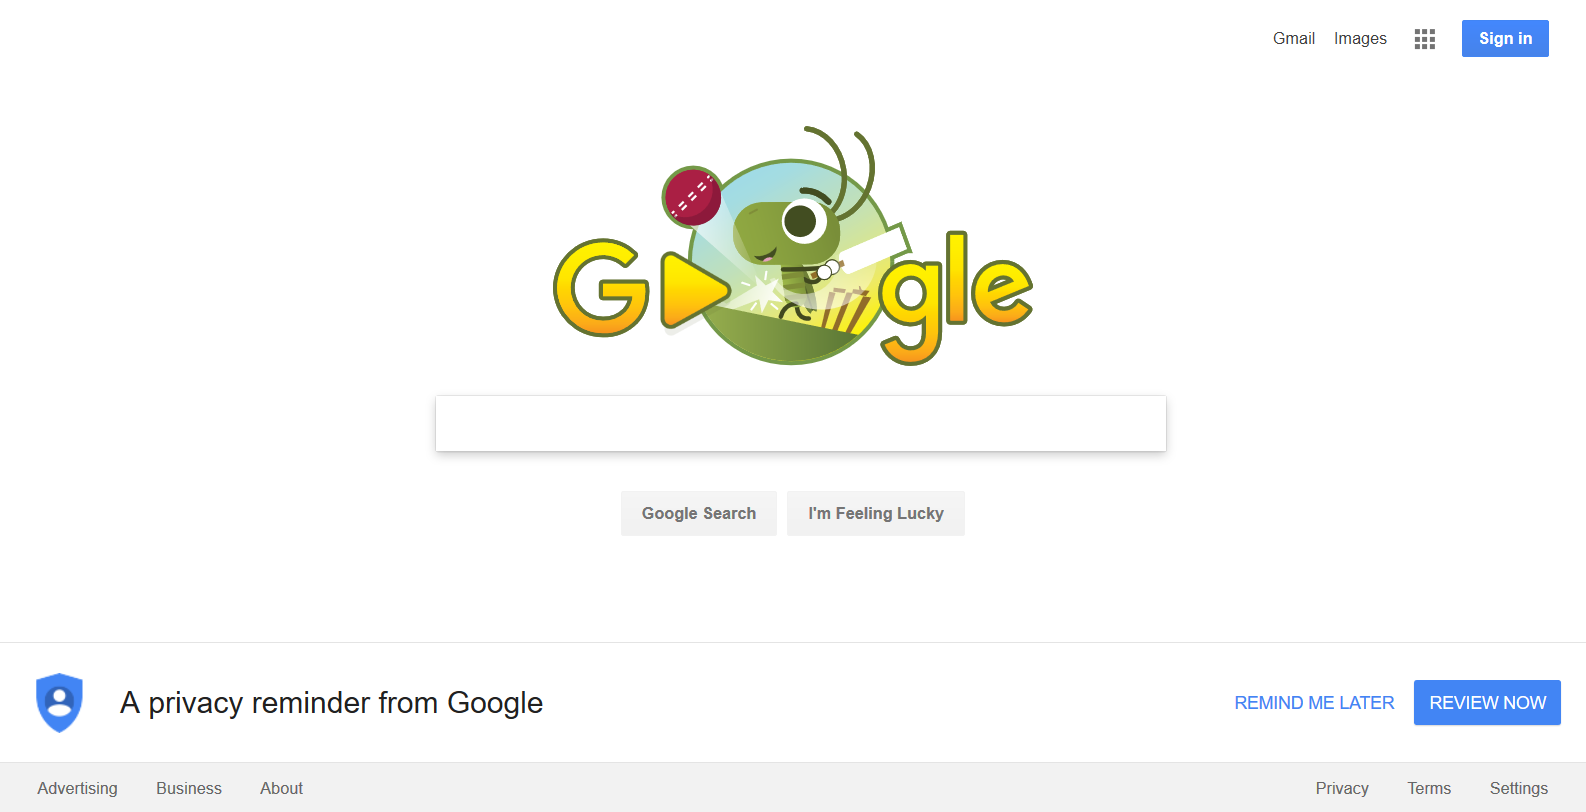 Gmail Images Sign in
G gle
Google Search I'm Feeling Lucky
A privacy reminder from Google REMIND ME LATER REVIEW NOW
Advertising Business About Privacy Terms Settings